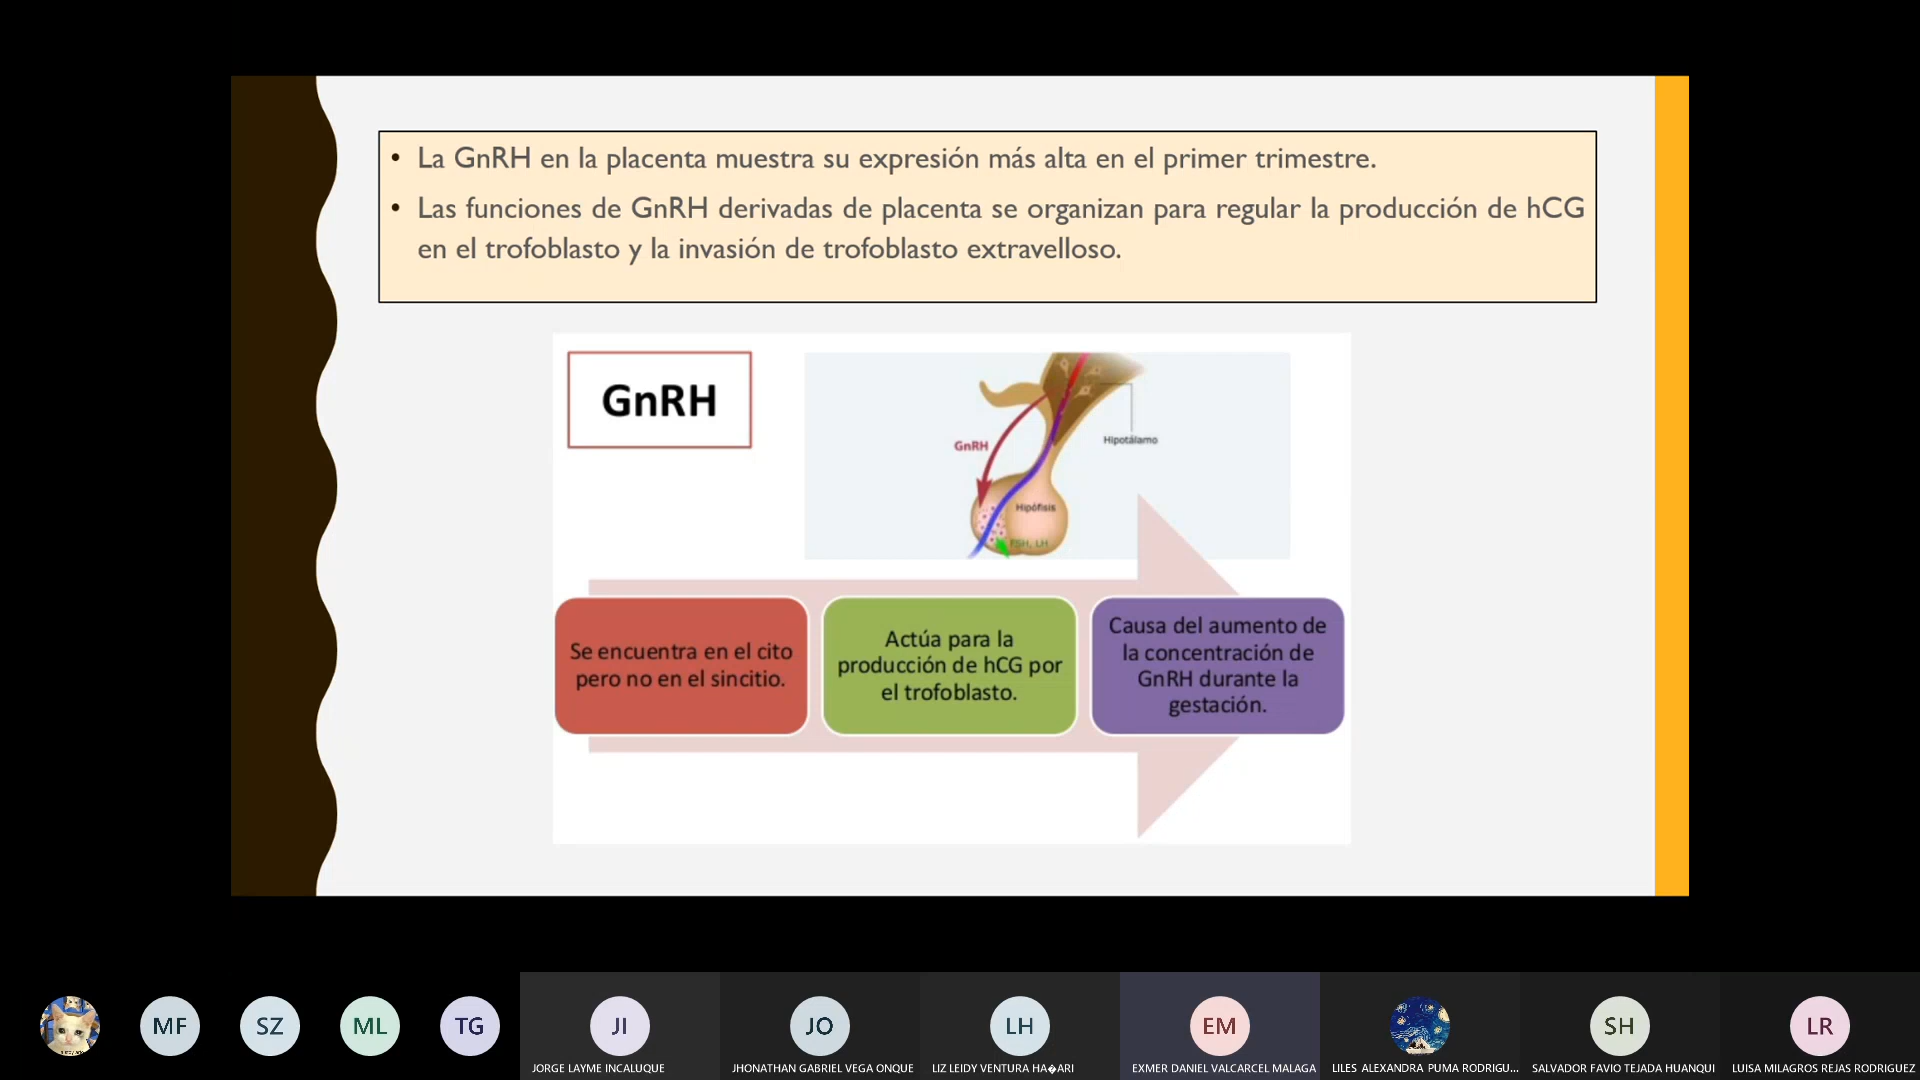 • La GnRH en la placenta muestra su expresión más alta en el primer trimestre.
• Las funciones de GnRH derivadas de placenta se organizan para regular la producción de hCG
en el trofoblasto y la invasión de trofoblasto extravelloso.
GnRH
GnRH
Hipotálamo
Hipófisis
FSH, LH
Se encuentra en el cito
pero no en el sincitio.
Actúa para la
producción de hCG por
el trofoblasto.
Causa del aumento de
la concentración de
GnRH durante la
gestación.
MF
SZ
ML
TG
JI
JO
LH
EM
SH
LR
JORGE LAYME INCALUQUE
JHONATHAN GABRIEL VEGA ONQUE
LIZ LEIDY VENTURA HA�ARI
EXMER DANIEL VALCARCEL MALAGA
LILES ALEXANDRA PUMA RODRIGU...
SALVADOR FAVIO TEJADA HUANQUI
LUISA MILAGROS REJAS RODRIGUEZ